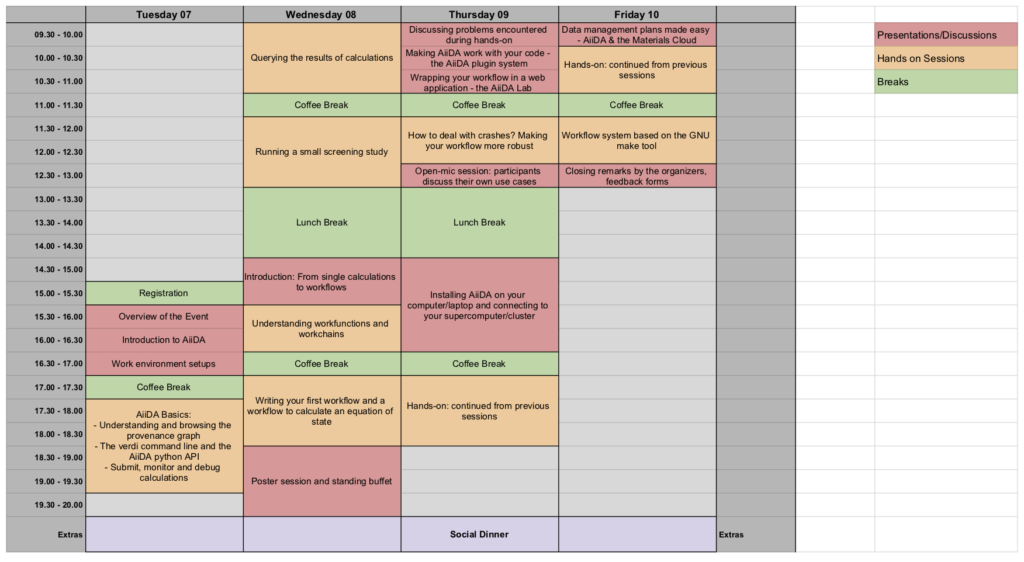 Tuesday 07 Wednesday 08 Thursday 09 Friday 10
09.30 - 10.00
10.00 - 10.30
10.30 - 11.00
11.00 - 11.30
11.30 - 12.00
12.00 - 12.30
12.30 - 13.00
13.00 - 13.30
13.30 - 14.00
14.00 - 14.30
14.30 - 15.00
15.00 - 15.30
15.30 - 16.00
16.00 - 16.30
16.30 - 17.00
17.00 - 17.30
17.30 - 18.00
18.00 - 18.30
18.30 - 19.00
19.00 - 19.30
19.30 - 20.00
Extras
Registration
Overview of the Event
Introduction to AiiDA
Work environment setups
Coffee Break
AiiDA Basics:
- Understanding and browsing the
provenance graph
- The verdi command line and the
AiiDA python API
- Submit, monitor and debug
calculations
Querying the results of calculations
Coffee Break
Running a small screening study
Lunch Break
Introduction: From single calculations
to workflows
Understanding workfunctions and
workchains
Coffee Break
Writing your first workflow and a
workflow to calculate an equation of
state
Poster session and standing buffet
Discussing problems encountered
during hands-on
Making AiiDA work with your code -
the AiiDA plugin system
Wrapping your workflow in a web
application - the AiiDA Lab
Coffee Break
How to deal with crashes? Making
your workflow more robust
Open-mic session: participants
discuss their own use cases
Lunch Break
Installing AiiDA on your
computer/laptop and connecting to
your supercomputer/cluster
Coffee Break
Hands-on: continued from previous
sessions
Social Dinner
Data management plans made easy
- AiiDA & the Materials Cloud
Hands-on: continued from previous
sessions
Coffee Break
Workflow system based on the GNU
make tool
Closing remarks by the organizers,
feedback forms
Extras
Presentations/Discussions
Hands on Sessions
Breaks